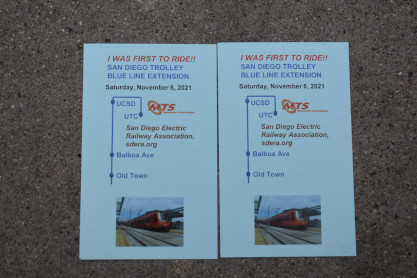 I WAS FIRST TO RIDE!!
SAN DIEGO TROLLEY
BLUE LINE EXTENSION
Saturday, November 6, 2021
UCSD
MTS
UTC
San Diego Electric
Railway Association,
sdera.org
Balboa Ave
Old Town
I WAS FIRST TO RIDE!!
SAN DIEGO TROLLEY
BLUE LINE EXTENSION
Saturday, November 6, 2021
UCSD
MTS
UTC
San Diego Electric
Railway Association,
sdera.org
Balboa Ave
Old Town